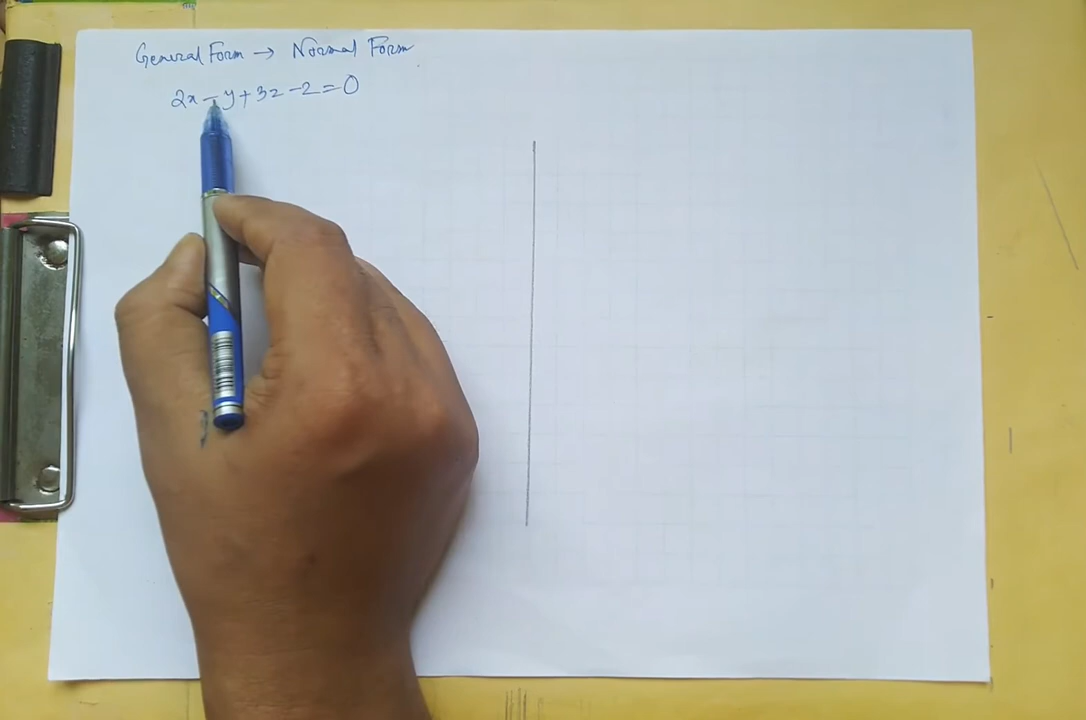 General Form → Normal Form
2x - y + 3z - 2 = 0